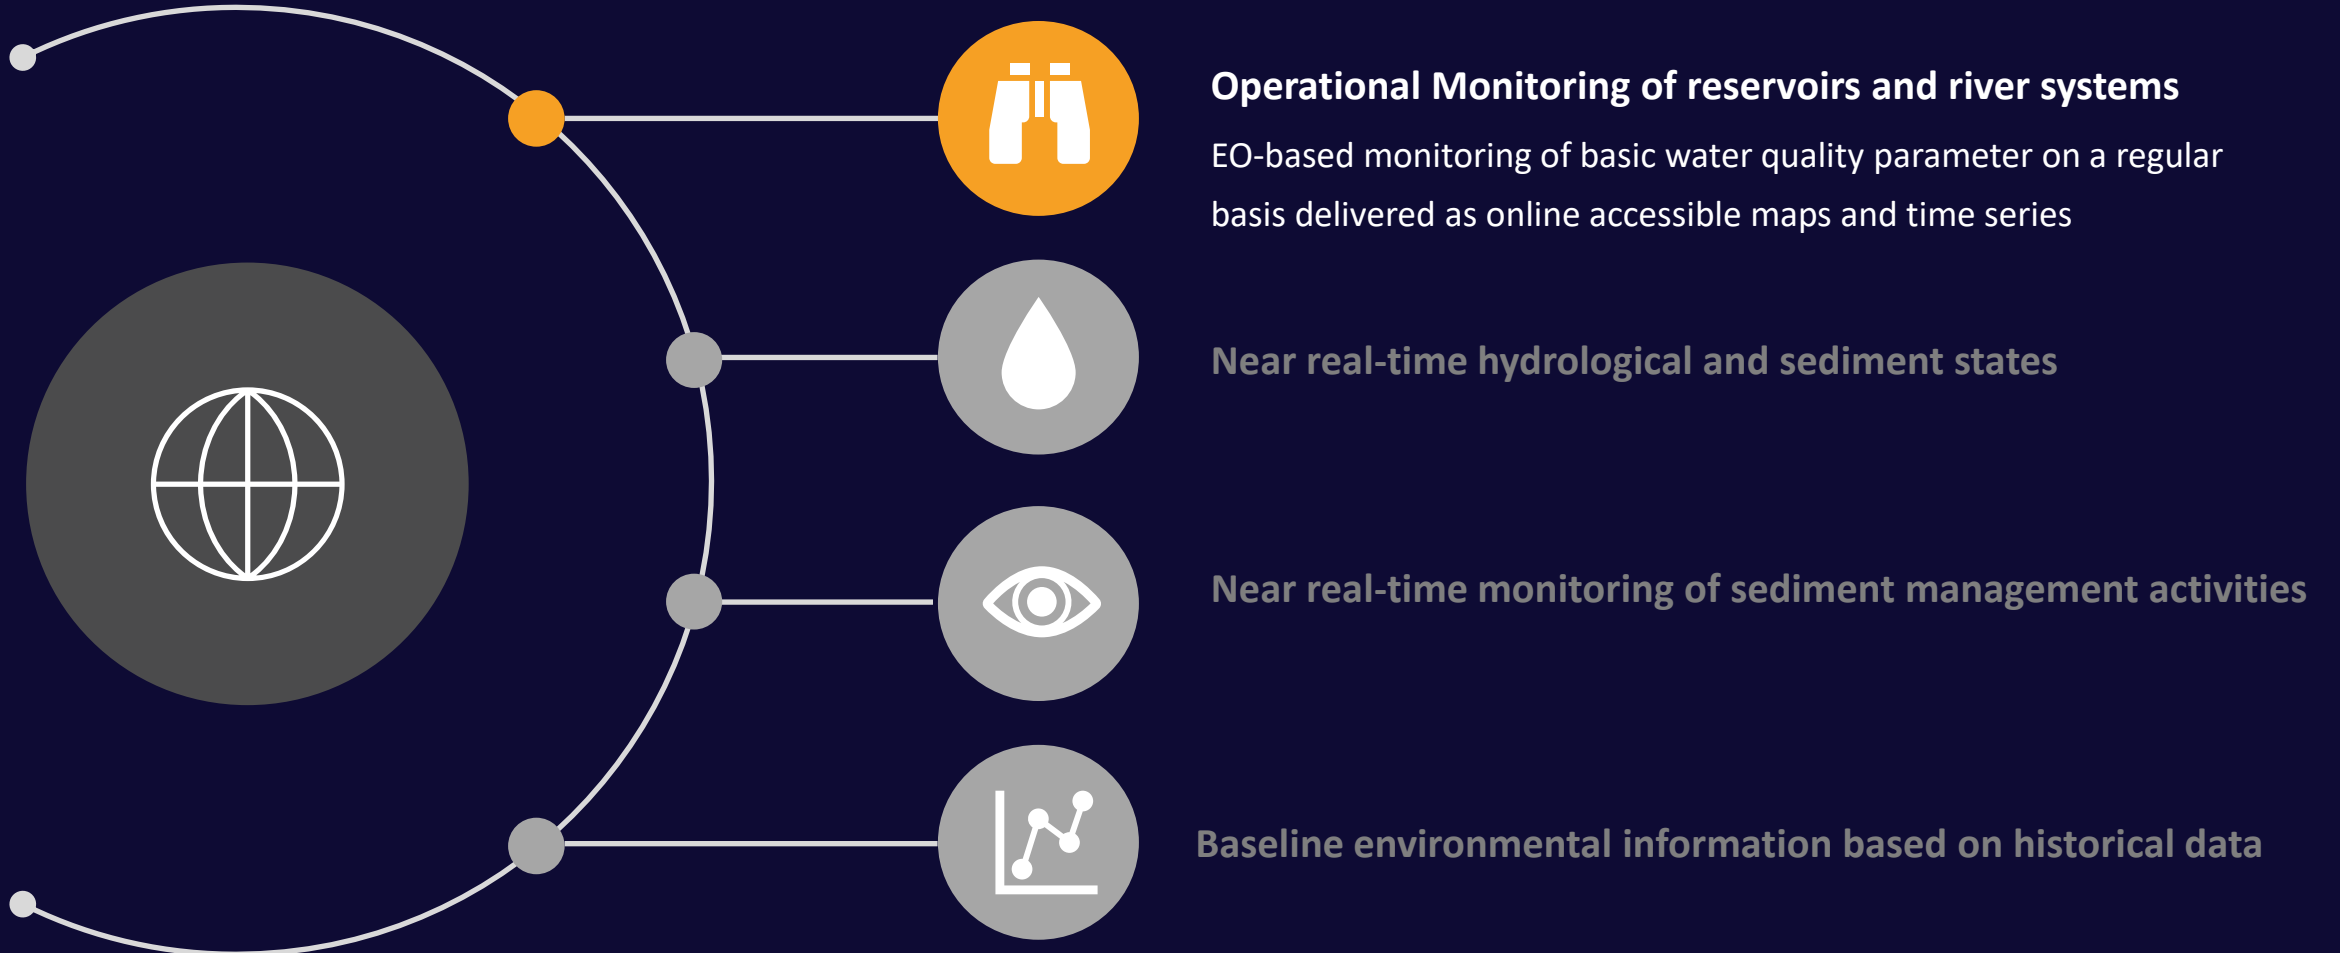 Operational Monitoring of reservoirs and river systems
EO-based monitoring of basic water quality parameter on a regular
basis delivered as online accessible maps and time series
Near real-time hydrological and sediment states
Near real-time monitoring of sediment management activities
Baseline environmental information based on historical data